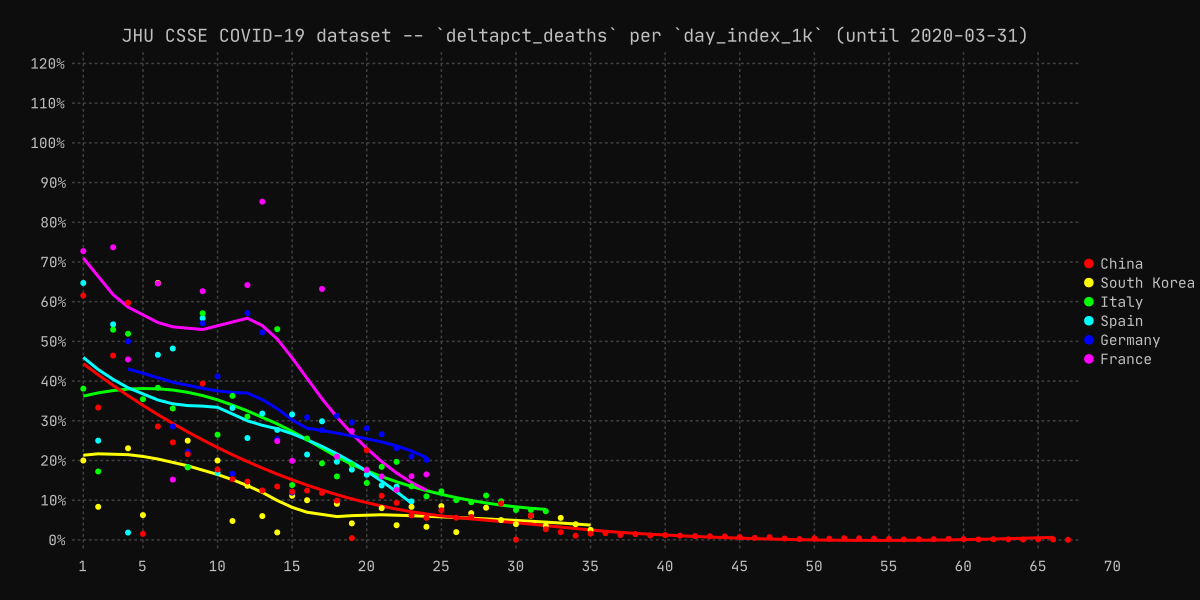 JHU CSSE COVID-19 dataset -- `deltapct_deaths` per `day_index_1k` (until 2020-03-31)
120%
110%
100%
90%
80%
70%
60%
50%
40%
30%
20%
10%
0%
1 5 10 15 20 25 30 35 40 45 50 55 60 65 70
China
South Korea
Italy
Spain
Germany
France